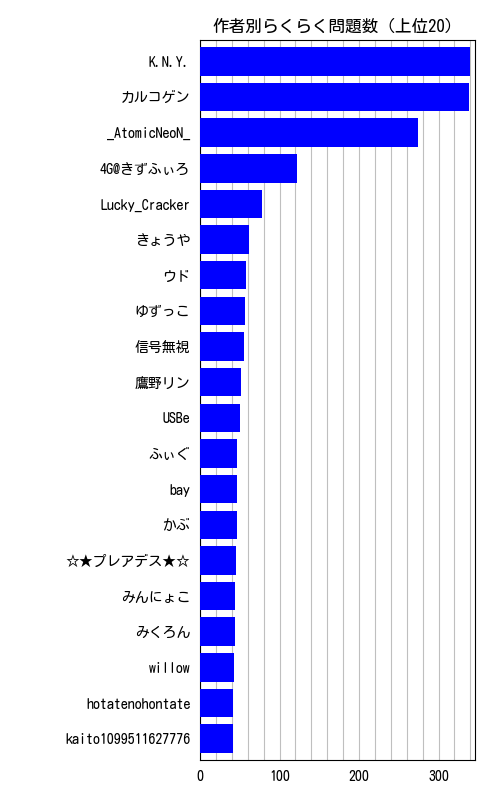 作者別らくらく問題数（上位20）
K.N.Y.
カルコゲン
_AtomicNeoN_
4G@きずふぃろ
Lucky_Cracker
きょうや
ウド
ゆずっこ
信号無視
鷹野リン
USBe
ふぃぐ
bay
かぶ
☆★プレアデス★☆
みんにょこ
みくろん
willow
hotatenohontate
kaito1099511627776
0 100 200 300